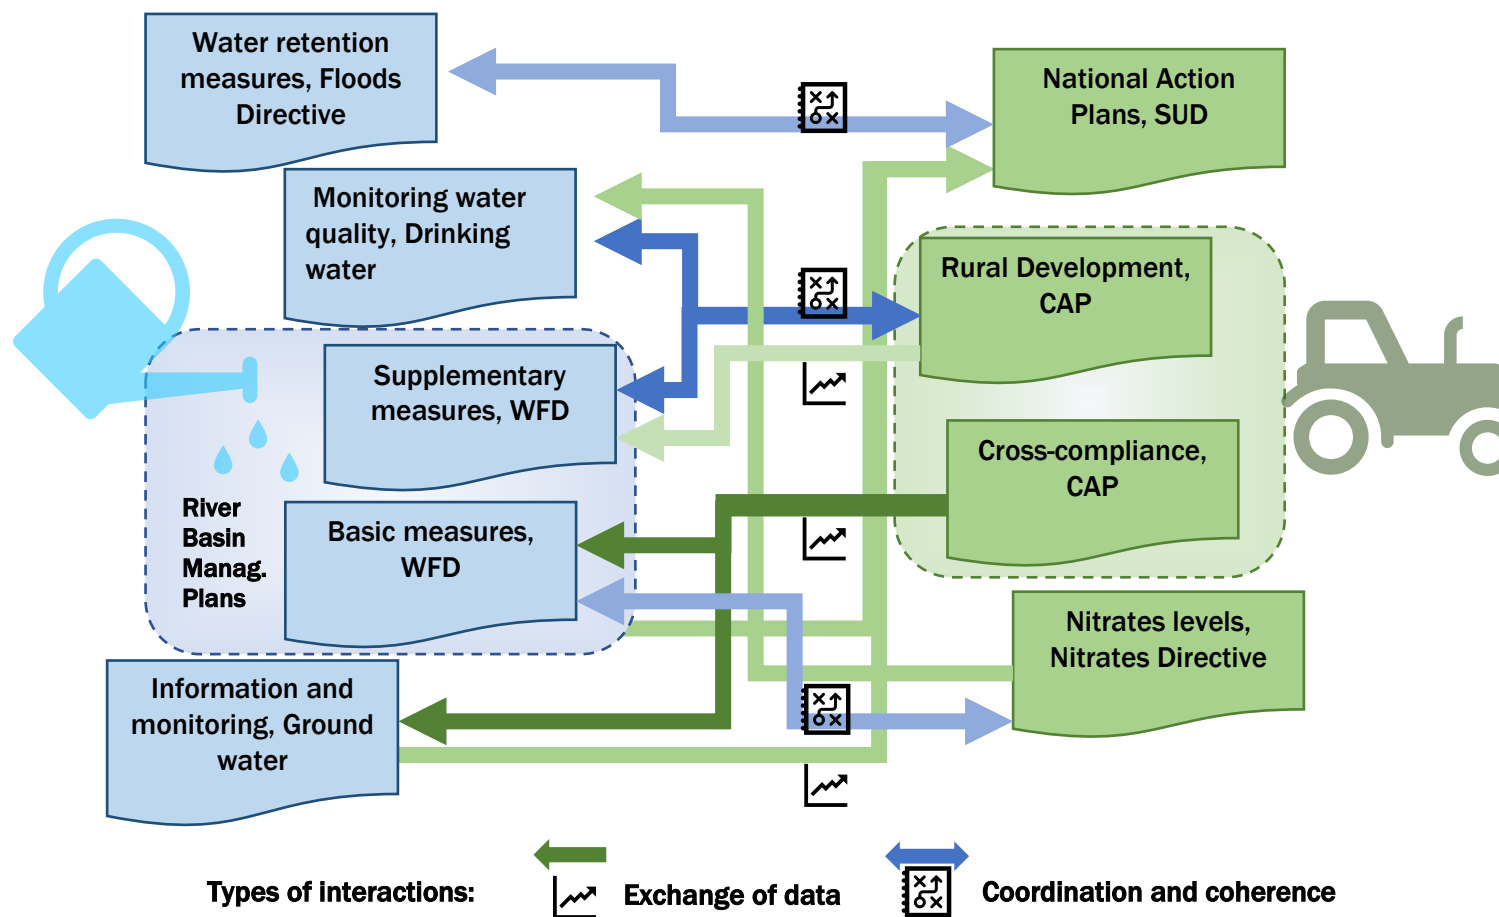 Water retention
measures, Floods
Directive
National Action
Plans, SUD
Monitoring water
quality, Drinking
water
Rural Development,
CAP
Supplementary
measures, WFD
Cross-compliance,
CAP
River
Basin
Manag.
Plans
Basic measures,
WFD
Nitrates levels,
Nitrates Directive
Information and
monitoring, Ground
water
Types of interactions:
Exchange of data
Coordination and coherence